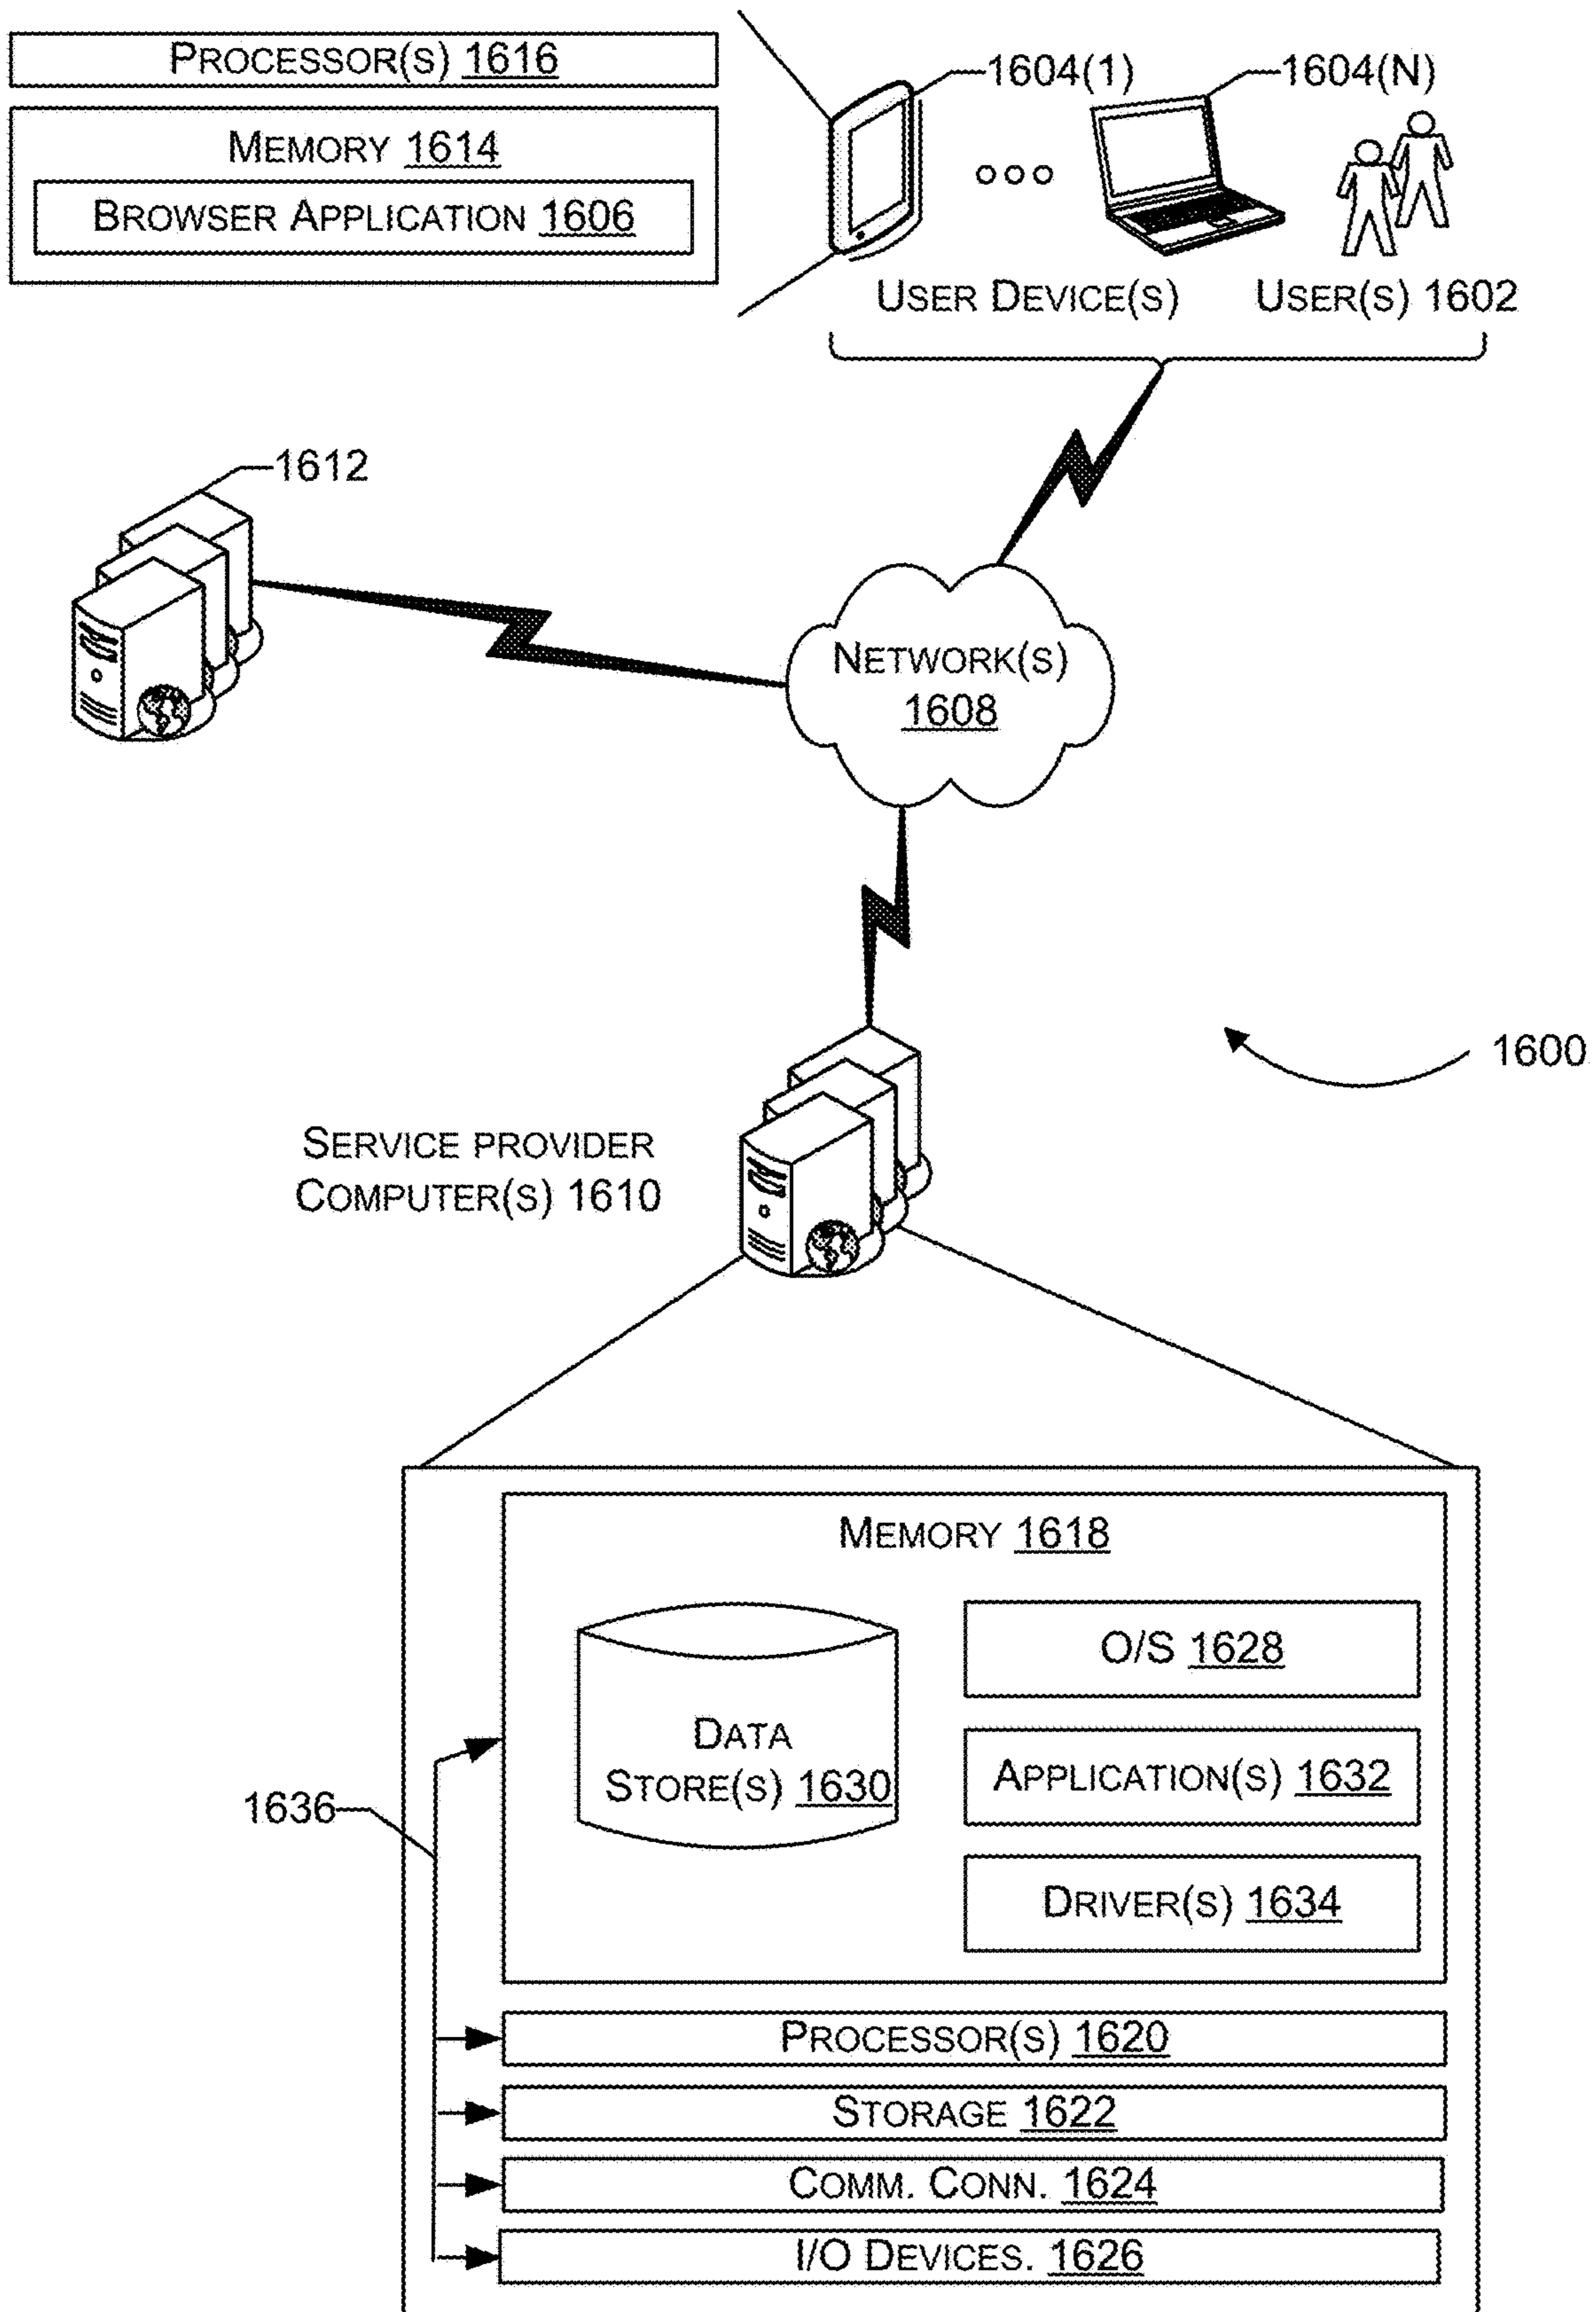 PROCESSOR(S) 1616
MEMORY 1614
BROWSER APPLICATION 1606
1604(1)
1604(N)
USER DEVICE(S)
USER(S) 1602
1612
NETWORK(S)
1608
1600
SERVICE PROVIDER
COMPUTER(S) 1610
MEMORY 1618
DATA
STORE(S) 1630
O/S 1628
APPLICATION(S) 1632
DRIVER(S) 1634
1636
PROCESSOR(S) 1620
STORAGE 1622
COMM. CONN. 1624
I/O DEVICES. 1626